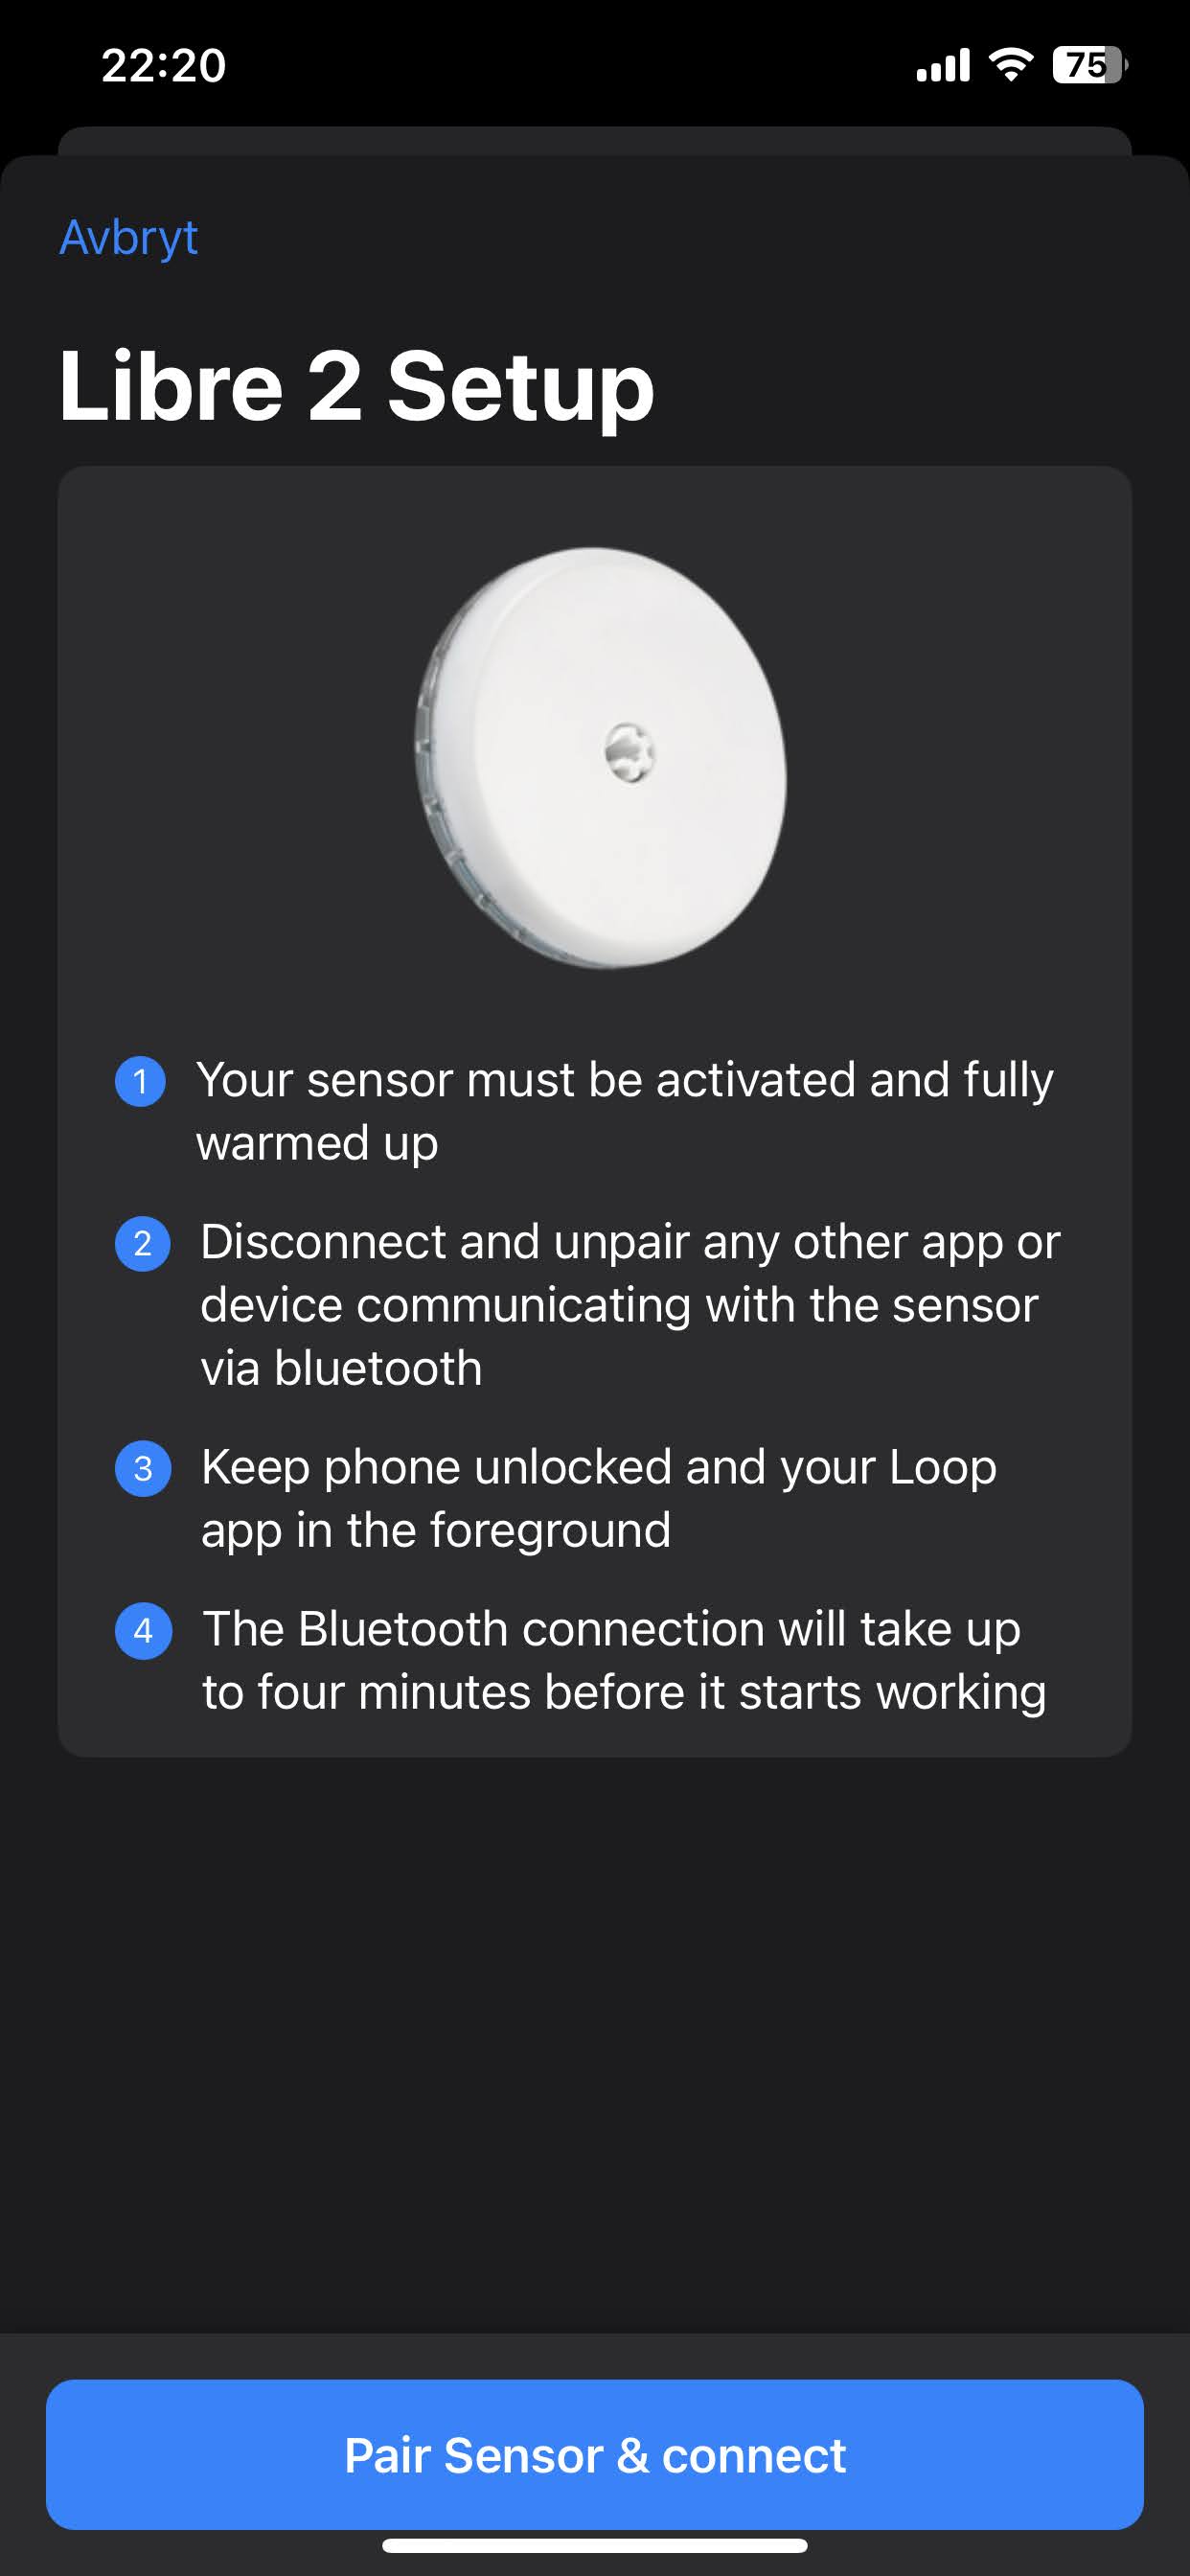 22:20
75
Avbryt
Libre 2 Setup
1 Your sensor must be activated and fully
warmed up
2 Disconnect and unpair any other app or
device communicating with the sensor
via bluetooth
3 Keep phone unlocked and your Loop
app in the foreground
4 The Bluetooth connection will take up
to four minutes before it starts working
Pair Sensor & connect